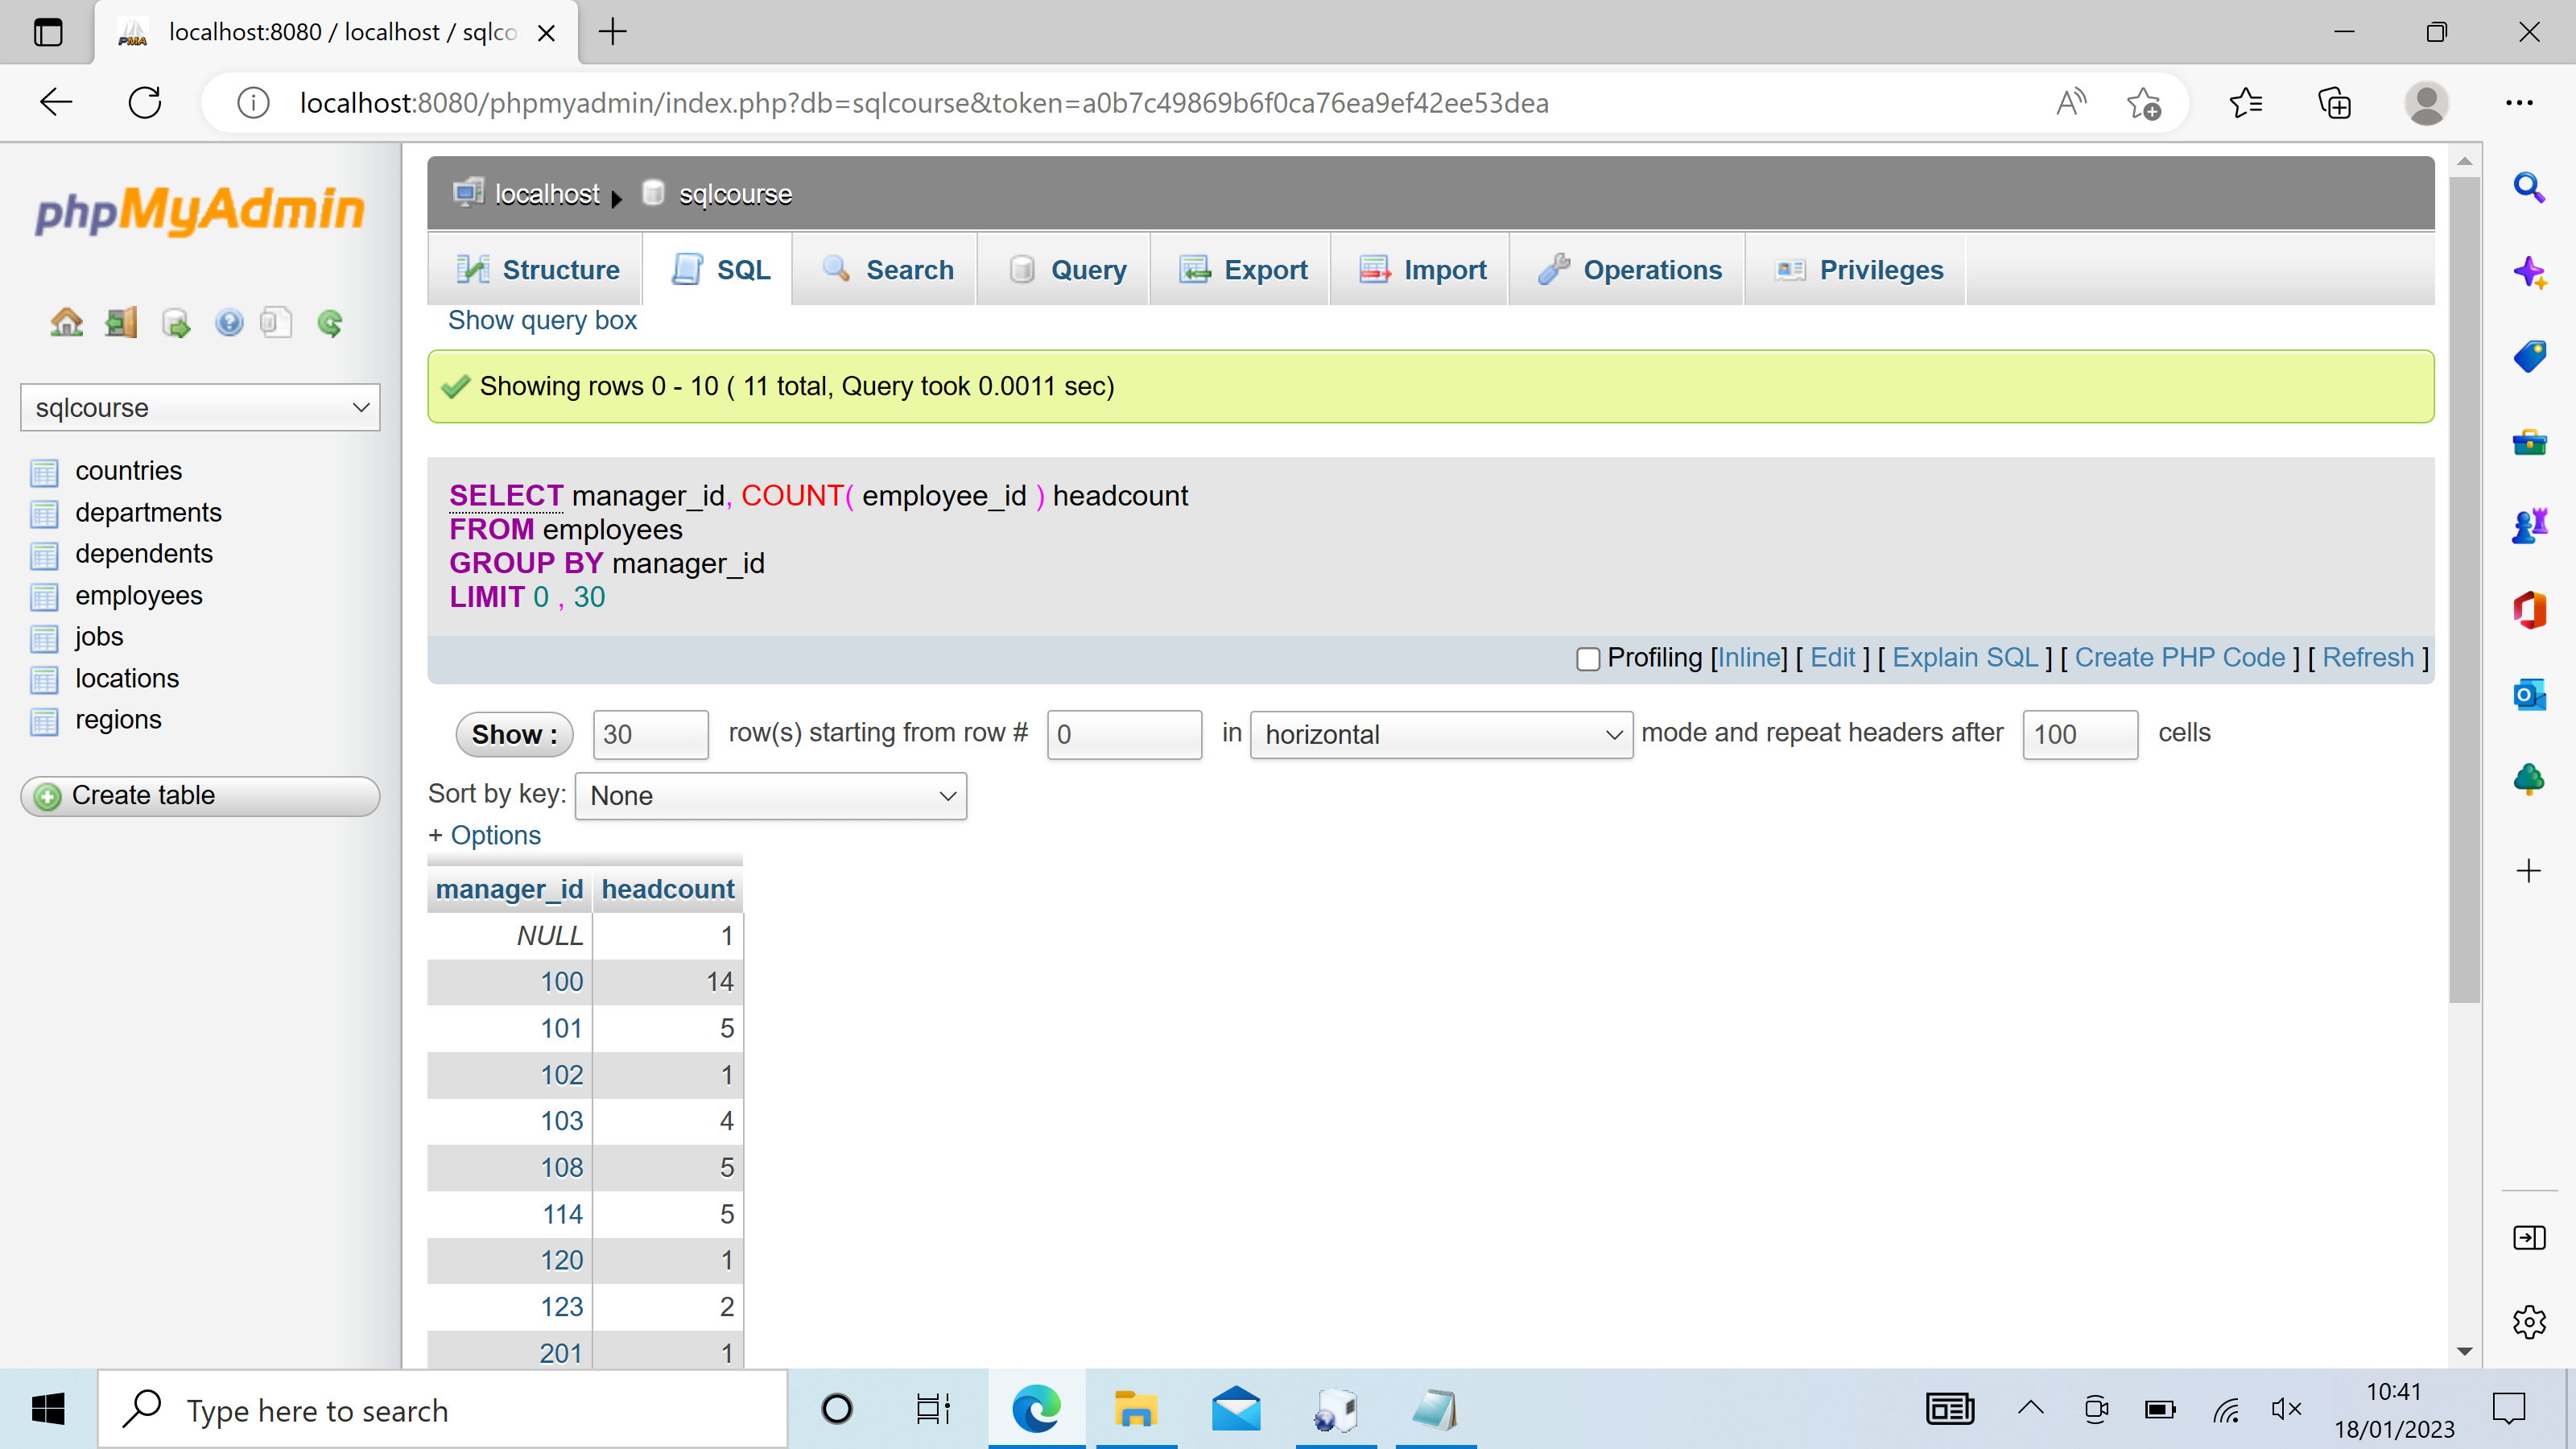 localhost:8080 / localhost / sqlco
localhost:8080/phpmyadmin/index.php?db=sqlcourse&token=a0b7c49869b6f0ca76ea9ef42ee53dea
phpMyAdmin
localhost sqlcourse
Structure SQL Search Query Export Import Operations Privileges
Show query box
Showing rows 0 - 10 ( 11 total, Query took 0.0011 sec)
sqlcourse
countries
departments
dependents
employees
jobs
locations
regions
Create table
SELECT manager_id, COUNT( employee_id ) headcount
FROM employees
GROUP BY manager_id
LIMIT 0 , 30
Profiling [Inline] [ Edit ] [ Explain SQL ] [ Create PHP Code ] [ Refresh ]
Show : 30 row(s) starting from row # 0 in horizontal mode and repeat headers after 100 cells
Sort by key: None
+ Options
manager_id headcount
NULL 1
100 14
101 5
102 1
103 4
108 5
114 5
120 1
123 2
201 1
Type here to search
10:41
18/01/2023